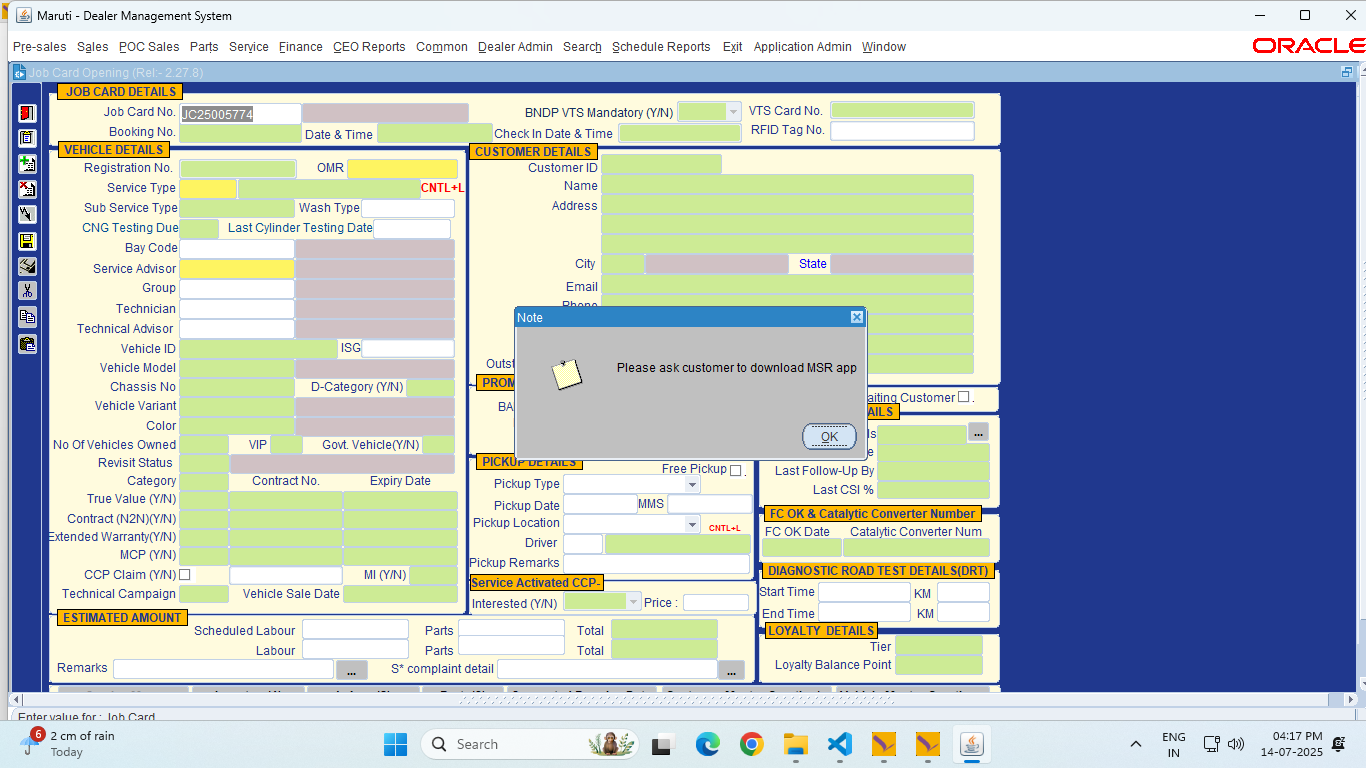 Maruti - Dealer Management System
Pre-sales Sales POC Sales Parts Service Finance CEO Reports Common Dealer Admin Search Schedule Reports Exit Application Admin Window
ORACLE
Job Card Opening (Rel:- 2.27.8)
JOB CARD DETAILS
Job Card No. JC25005774 BNDP VTS Mandatory (Y/N) VTS Card No.
Booking No. Date & Time Check In Date & Time RFID Tag No.
VEHICLE DETAILS
Registration No. OMR
Service Type CNTL+L
Sub Service Type Wash Type
CNG Testing Due Last Cylinder Testing Date
Bay Code
Service Advisor
Group
Technician
Technical Advisor
Vehicle ID ISG
Vehicle Model
Chassis No D-Category (Y/N)
Vehicle Variant
Color
No Of Vehicles Owned VIP Govt. Vehicle(Y/N)
Revisit Status
Category Contract No. Expiry Date
True Value (Y/N)
Contract (N2N)(Y/N)
Extended Warranty(Y/N)
MCP (Y/N)
CCP Claim (Y/N) MI (Y/N)
Technical Campaign Vehicle Sale Date
CUSTOMER DETAILS
Customer ID
Name
Address
City State
Email
Phone
Outst
PROM
BA
Note
Please ask customer to download MSR app
OK
aiting Customer .
AILS
ls ...
e
Last Follow-Up By
Last CSI %
PICKUP DETAILS
Free Pickup .
Pickup Type
Pickup Date MMS
Pickup Location CNTL+L
Driver
Pickup Remarks
FC OK & Catalytic Converter Number
FC OK Date Catalytic Converter Num
DIAGNOSTIC ROAD TEST DETAILS(DRT)
Start Time KM
End Time KM
Service Activated CCP-
Interested (Y/N) Price :
ESTIMATED AMOUNT
Scheduled Labour Parts Total
Labour Parts Total
Remarks ... S* complaint detail ...
LOYALTY DETAILS
Tier
Loyalty Balance Point
Enter value for : Job Card
6
2 cm of rain
Today
Search
ENG
IN
04:17 PM
14-07-2025